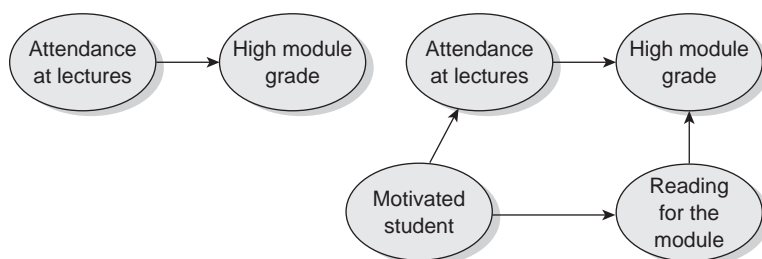 Attendance
at lectures
High module
grade
Attendance
at lectures
High module
grade
Motivated
student
Reading
for the
module